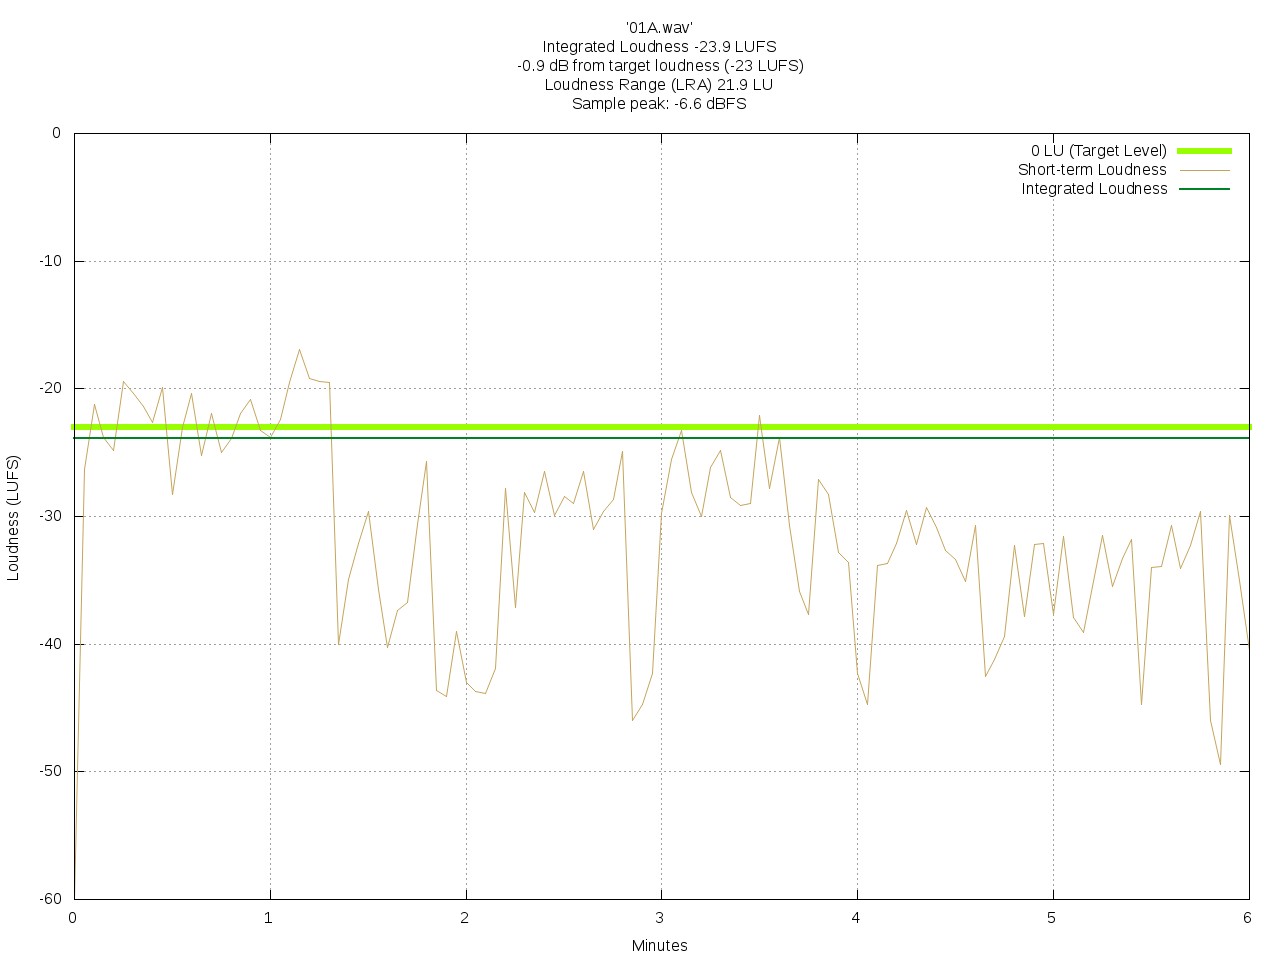 '01A.wav'
Integrated Loudness -23.9 LUFS
-0.9 dB from target loudness (-23 LUFS)
Loudness Range (LRA) 21.9 LU
Sample peak: -6.6 dBFS
0 LU (Target Level)
Short-term Loudness
Integrated Loudness
0
-10
-20
-30
-40
-50
-60
Loudness (LUFS)
0 1 2 3 4 5 6
Minutes